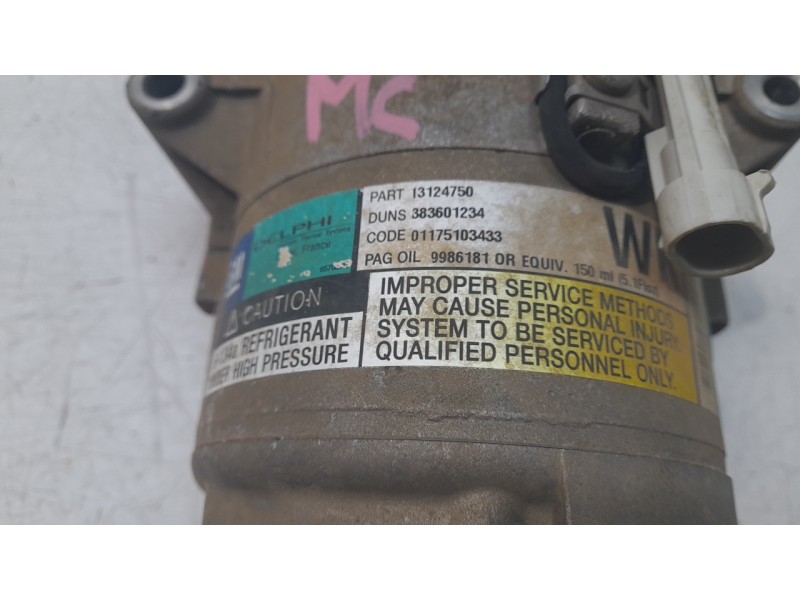 MC
PART 13124750
DUNS 383601234
CODE 01175103433
PAG OIL 9986181 OR EQUIV. 150 ml
DELPHI
France
CAUTION
REFRIGERANT
HIGH PRESSURE
IMPROPER SERVICE METHODS
MAY CAUSE PERSONAL INJURY.
SYSTEM TO BE SERVICED BY
QUALIFIED PERSONNEL ONLY.